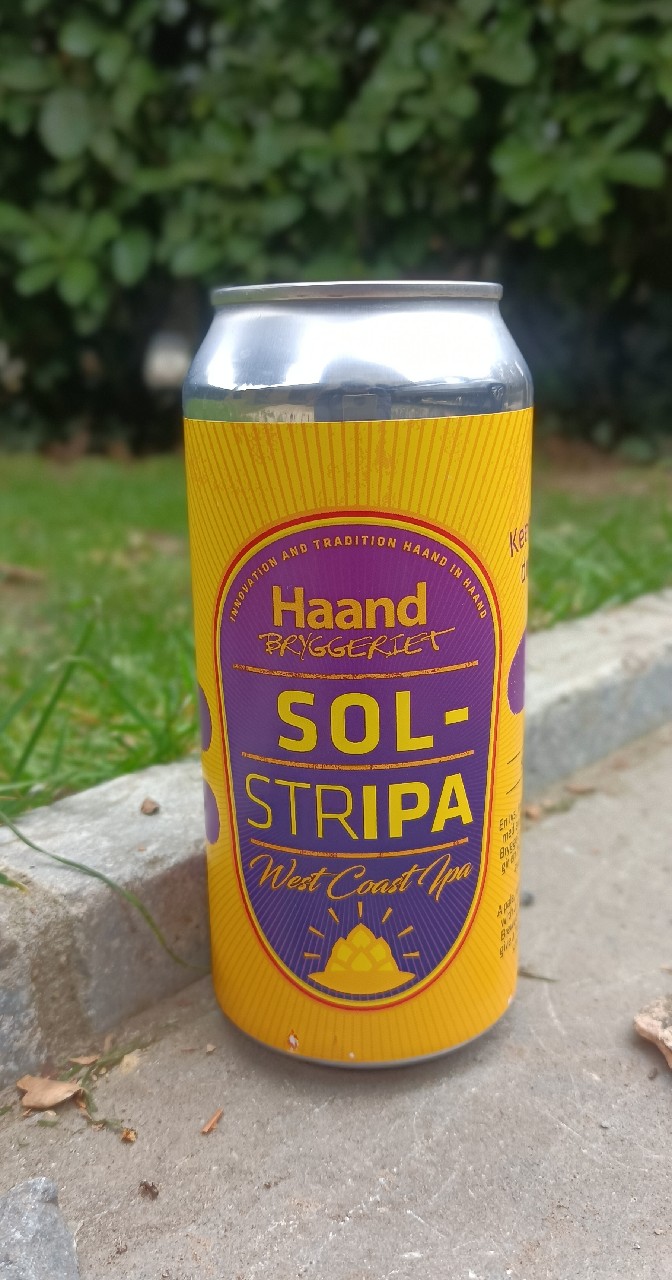 INNOVATION AND TRADITION HAAND IN HAAND
Haand
BRYGGERIET
SOL-
STRIPA
West Coast Ipa